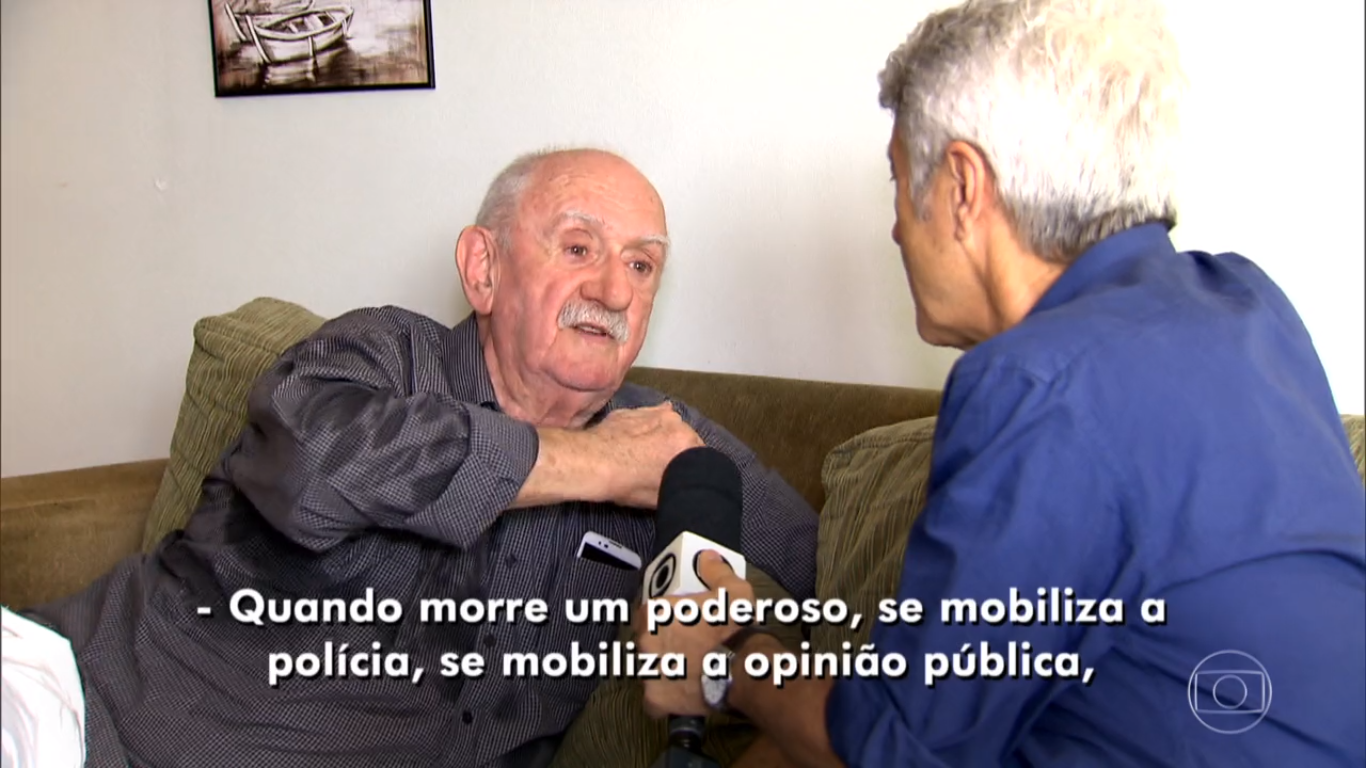 - Quando morre um poderoso, se mobiliza a
polícia, se mobiliza a opinião pública,